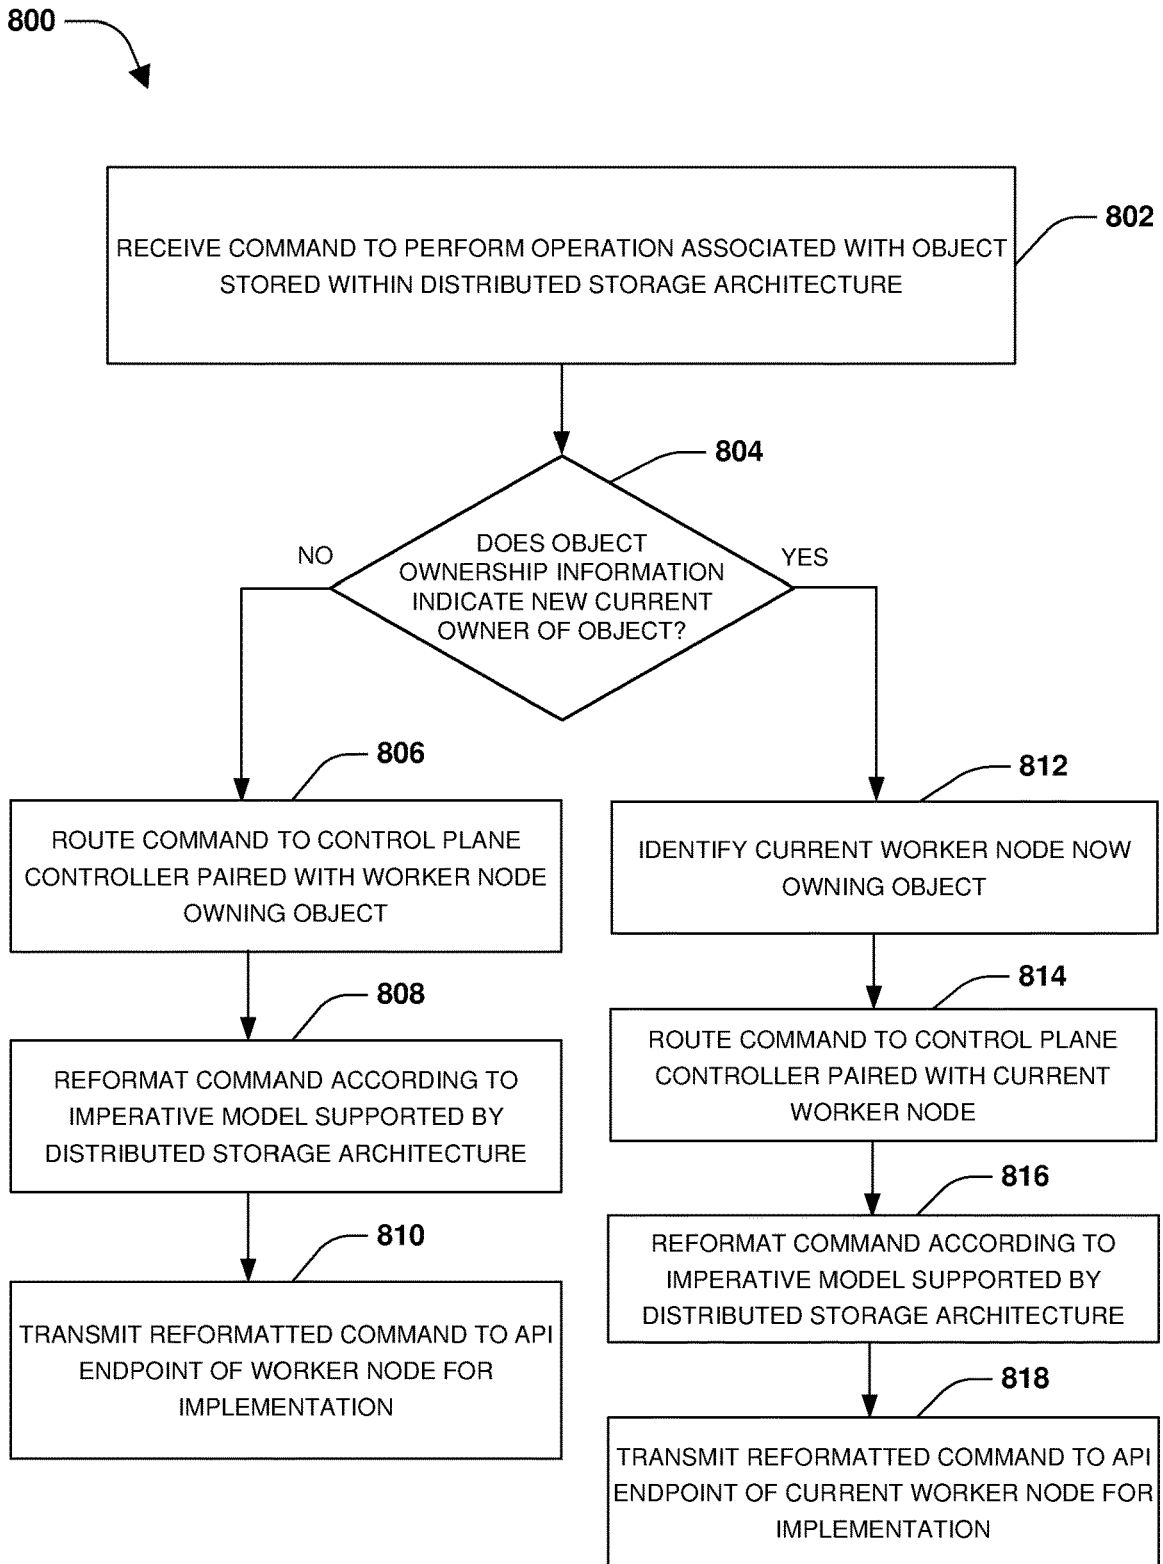 800
802
RECEIVE COMMAND TO PERFORM OPERATION ASSOCIATED WITH OBJECT
STORED WITHIN DISTRIBUTED STORAGE ARCHITECTURE
804
NO
YES
DOES OBJECT
OWNERSHIP INFORMATION
INDICATE NEW CURRENT
OWNER OF OBJECT?
806
ROUTE COMMAND TO CONTROL PLANE
CONTROLLER PAIRED WITH WORKER NODE
OWNING OBJECT
808
REFORMAT COMMAND ACCORDING TO
IMPERATIVE MODEL SUPPORTED BY
DISTRIBUTED STORAGE ARCHITECTURE
810
TRANSMIT REFORMATTED COMMAND TO API
ENDPOINT OF WORKER NODE FOR
IMPLEMENTATION
812
IDENTIFY CURRENT WORKER NODE NOW
OWNING OBJECT
814
ROUTE COMMAND TO CONTROL PLANE
CONTROLLER PAIRED WITH CURRENT
WORKER NODE
816
REFORMAT COMMAND ACCORDING TO
IMPERATIVE MODEL SUPPORTED BY
DISTRIBUTED STORAGE ARCHITECTURE
818
TRANSMIT REFORMATTED COMMAND TO API
ENDPOINT OF CURRENT WORKER NODE FOR
IMPLEMENTATION